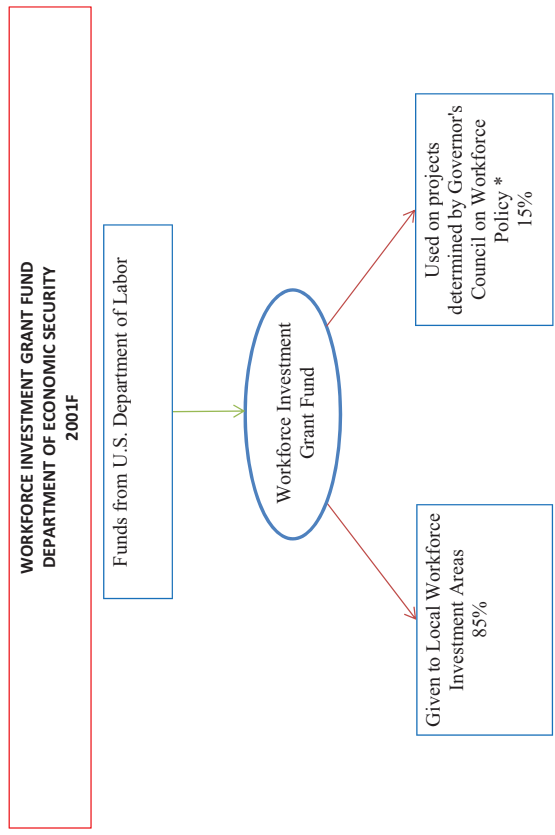 WORKFORCE INVESTMENT GRANT FUND
DEPARTMENT OF ECONOMIC SECURITY
2001F
Funds from U.S. Department of Labor
Workforce Investment
Grant Fund
Given to Local Workforce
Investment Areas
85%
Used on projects
determined by Governor's
Council on Workforce
Policy *
15%